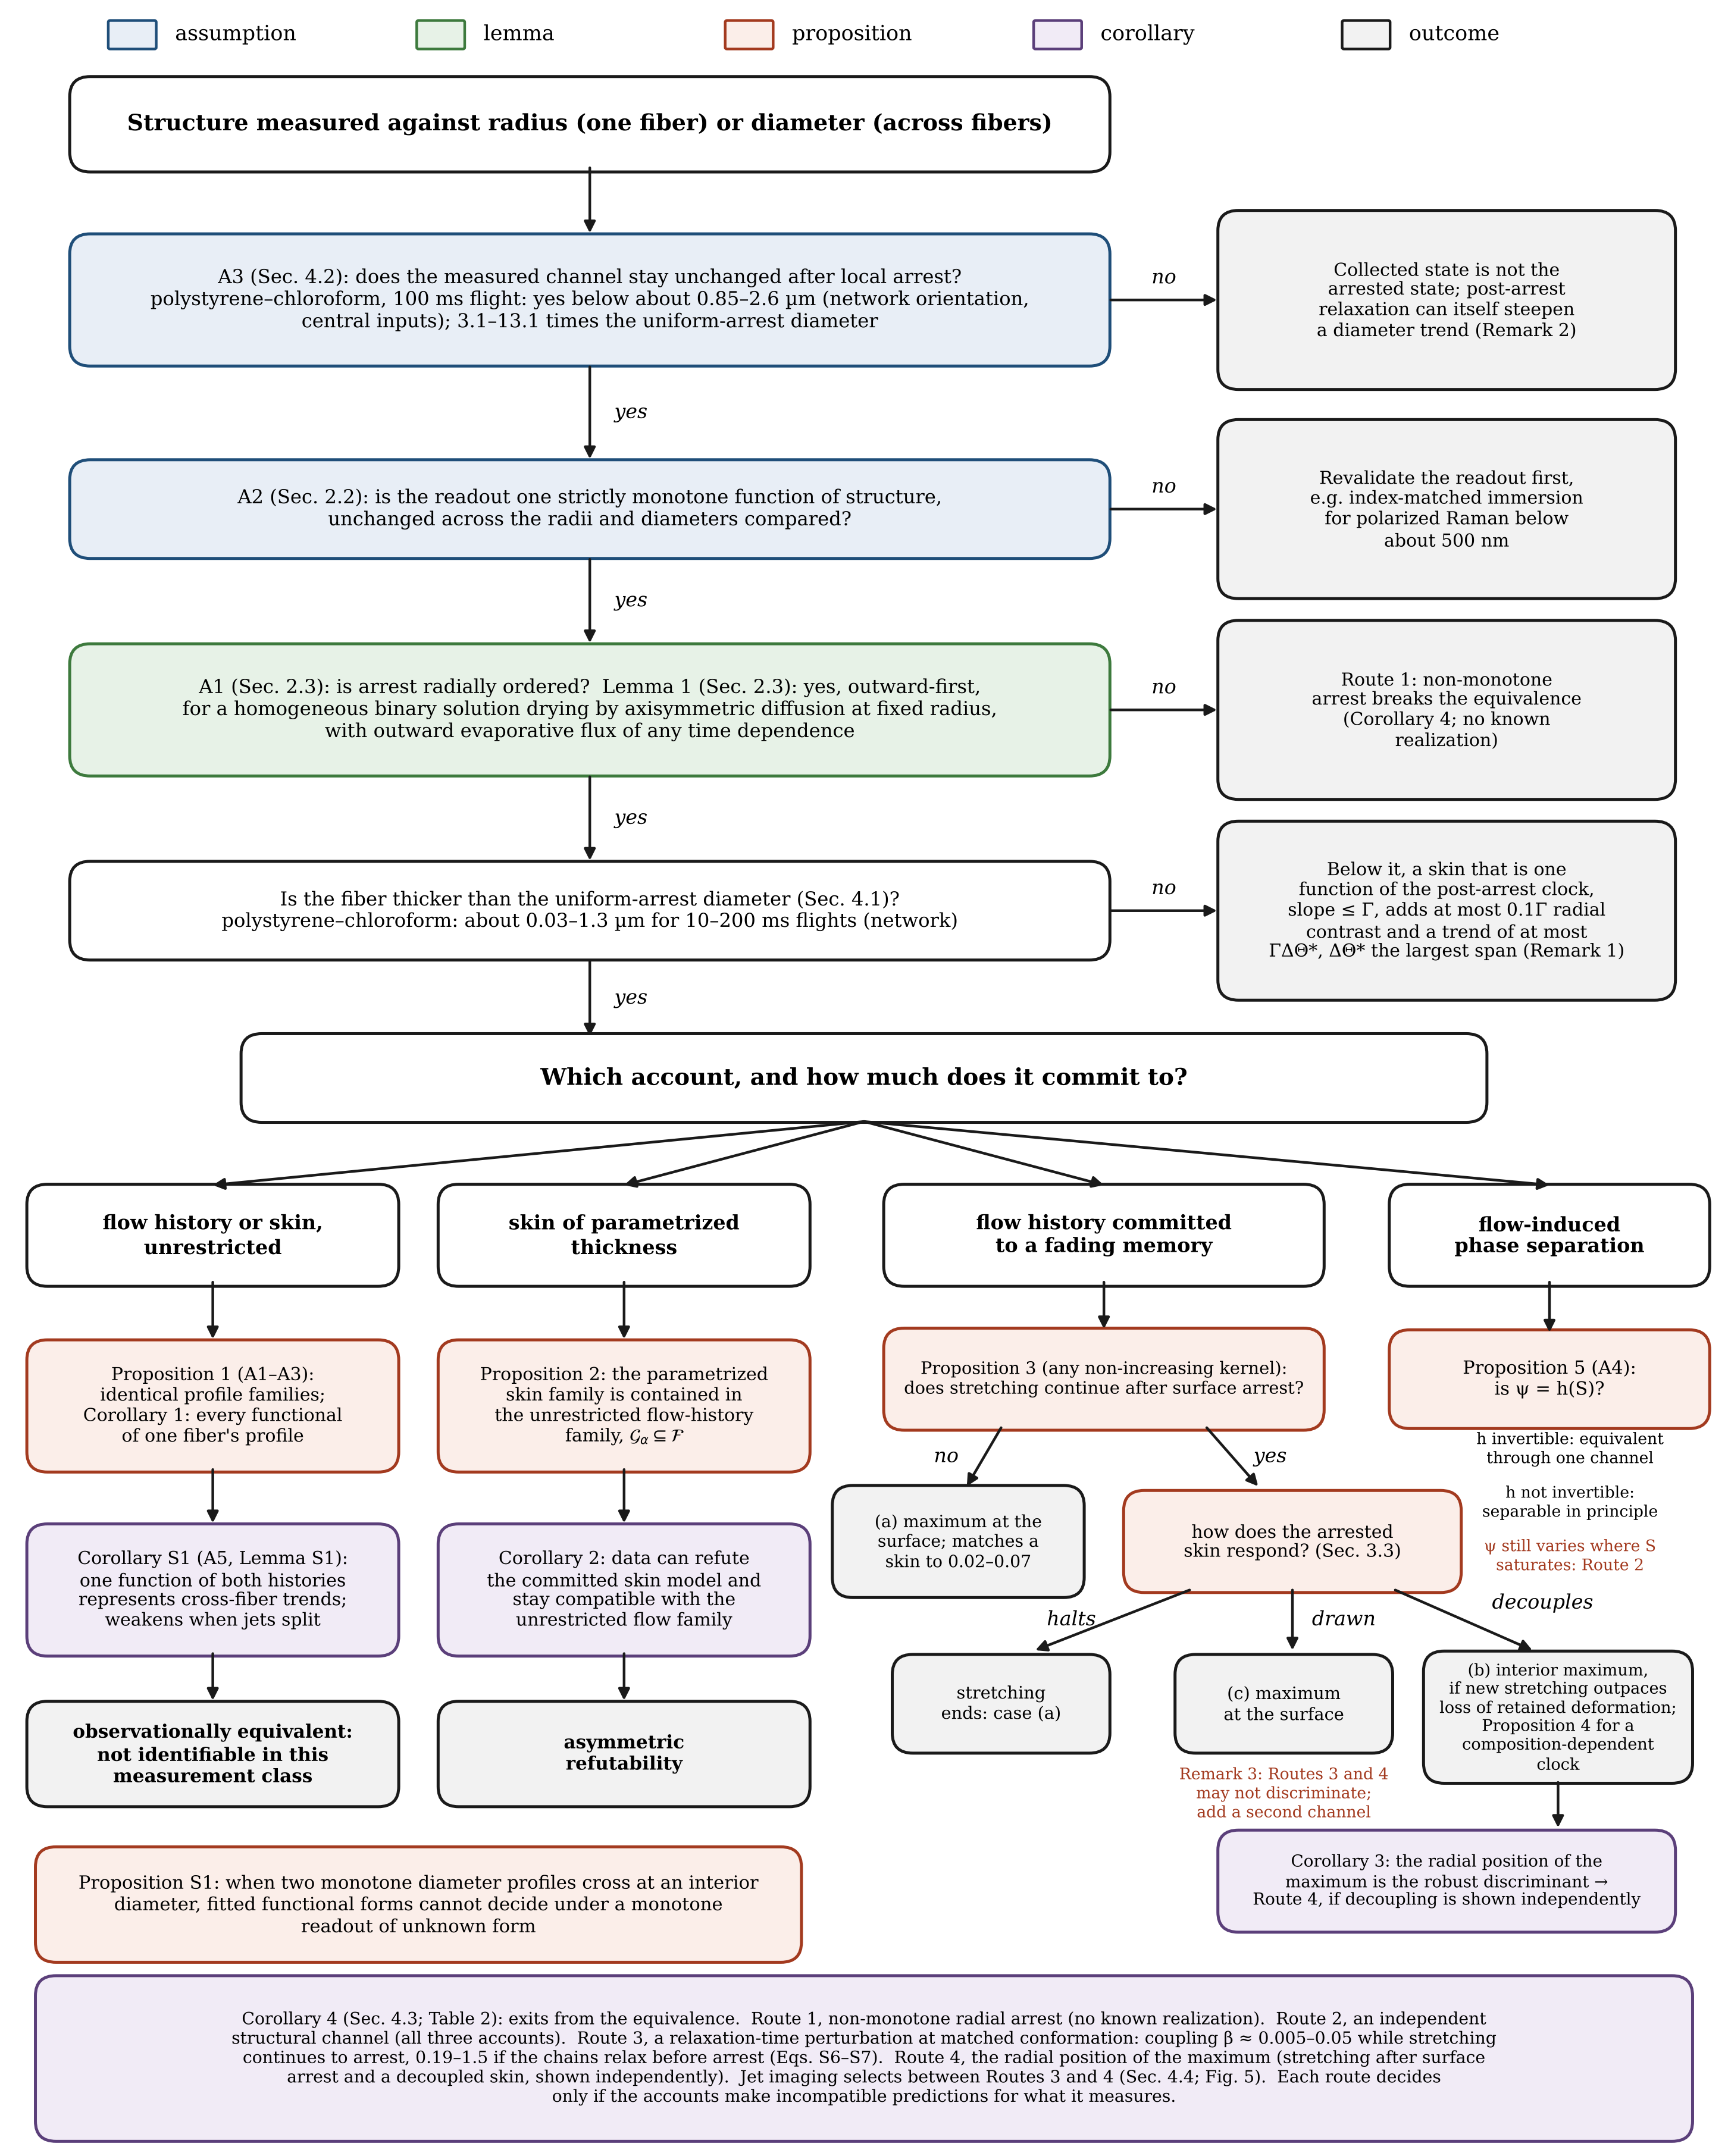 assumption
lemma
proposition
corollary
outcome
Structure measured against radius (one fiber) or diameter (across fibers)
A3 (Sec. 4.2): does the measured channel stay unchanged after local arrest?
polystyrene–chloroform, 100 ms flight: yes below about 0.85–2.6 µm (network orientation,
central inputs); 3.1–13.1 times the uniform-arrest diameter
no
Collected state is not the
arrested state; post-arrest
relaxation can itself steepen
a diameter trend (Remark 2)
yes
A2 (Sec. 2.2): is the readout one strictly monotone function of structure,
unchanged across the radii and diameters compared?
no
Revalidate the readout first,
e.g. index-matched immersion
for polarized Raman below
about 500 nm
yes
A1 (Sec. 2.3): is arrest radially ordered?  Lemma 1 (Sec. 2.3): yes, outward-first,
for a homogeneous binary solution drying by axisymmetric diffusion at fixed radius,
with outward evaporative flux of any time dependence
no
Route 1: non-monotone
arrest breaks the equivalence
(Corollary 4; no known
realization)
yes
Is the fiber thicker than the uniform-arrest diameter (Sec. 4.1)?
polystyrene–chloroform: about 0.03–1.3 µm for 10–200 ms flights (network)
no
Below it, a skin that is one
function of the post-arrest clock,
slope ≤ Γ, adds at most 0.1Γ radial
contrast and a trend of at most
ΓΔΘ*, ΔΘ* the largest span (Remark 1)
yes
Which account, and how much does it commit to?
flow history or skin,
unrestricted
skin of parametrized
thickness
flow history committed
to a fading memory
flow-induced
phase separation
Proposition 1 (A1–A3):
identical profile families;
Corollary 1: every functional
of one fiber's profile
Proposition 2: the parametrized
skin family is contained in
the unrestricted flow-history
family, 𝒢α ⊆ ℱ
Proposition 3 (any non-increasing kernel):
does stretching continue after surface arrest?
Proposition 5 (A4):
is ψ = h(S)?
h invertible: equivalent
through one channel
h not invertible:
separable in principle
ψ still varies where S
saturates: Route 2
no
yes
(a) maximum at the
surface; matches a
skin to 0.02–0.07
how does the arrested
skin respond? (Sec. 3.3)
Corollary S1 (A5, Lemma S1):
one function of both histories
represents cross-fiber trends;
weakens when jets split
Corollary 2: data can refute
the committed skin model and
stay compatible with the
unrestricted flow family
halts
drawn
decouples
stretching
ends: case (a)
(c) maximum
at the surface
(b) interior maximum,
if new stretching outpaces
loss of retained deformation;
Proposition 4 for a
composition-dependent
clock
observationally equivalent:
not identifiable in this
measurement class
asymmetric
refutability
Remark 3: Routes 3 and 4
may not discriminate;
add a second channel
Corollary 3: the radial position of the
maximum is the robust discriminant →
Route 4, if decoupling is shown independently
Proposition S1: when two monotone diameter profiles cross at an interior
diameter, fitted functional forms cannot decide under a monotone
readout of unknown form
Corollary 4 (Sec. 4.3; Table 2): exits from the equivalence.  Route 1, non-monotone radial arrest (no known realization).  Route 2, an independent
structural channel (all three accounts).  Route 3, a relaxation-time perturbation at matched conformation: coupling β ≈ 0.005–0.05 while stretching
continues to arrest, 0.19–1.5 if the chains relax before arrest (Eqs. S6–S7).  Route 4, the radial position of the maximum (stretching after surface
arrest and a decoupled skin, shown independently).  Jet imaging selects between Routes 3 and 4 (Sec. 4.4; Fig. 5).  Each route decides
only if the accounts make incompatible predictions for what it measures.